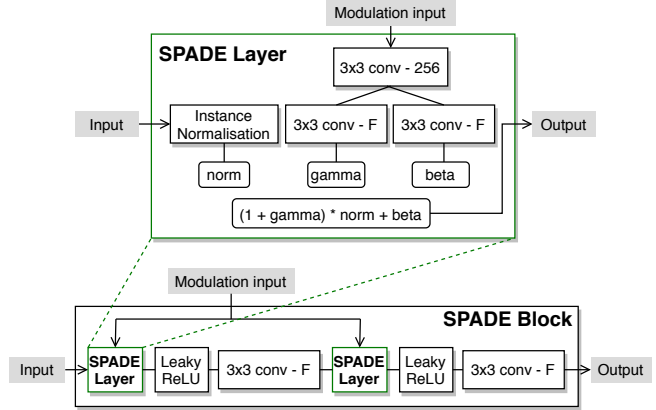 Modulation input
SPADE Layer
3x3 conv - 256
Input
Instance
Normalisation
3x3 conv - F
3x3 conv - F
Output
norm
gamma
beta
(1 + gamma) * norm + beta
Modulation input
SPADE Block
Input
SPADE
Layer
Leaky
ReLU
3x3 conv - F
SPADE
Layer
Leaky
ReLU
3x3 conv - F
Output